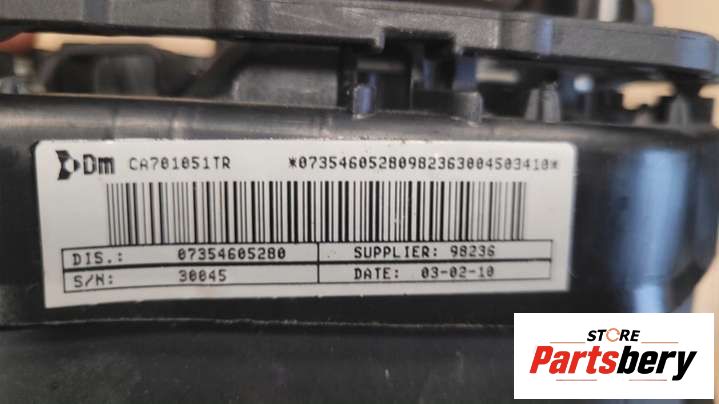 Dm CA701051TR *07354605280982363004503410*
DIS.: 07354605280 SUPPLIER: 98236
S/N: 30045 DATE: 03-02-10
STORE
Partsbery